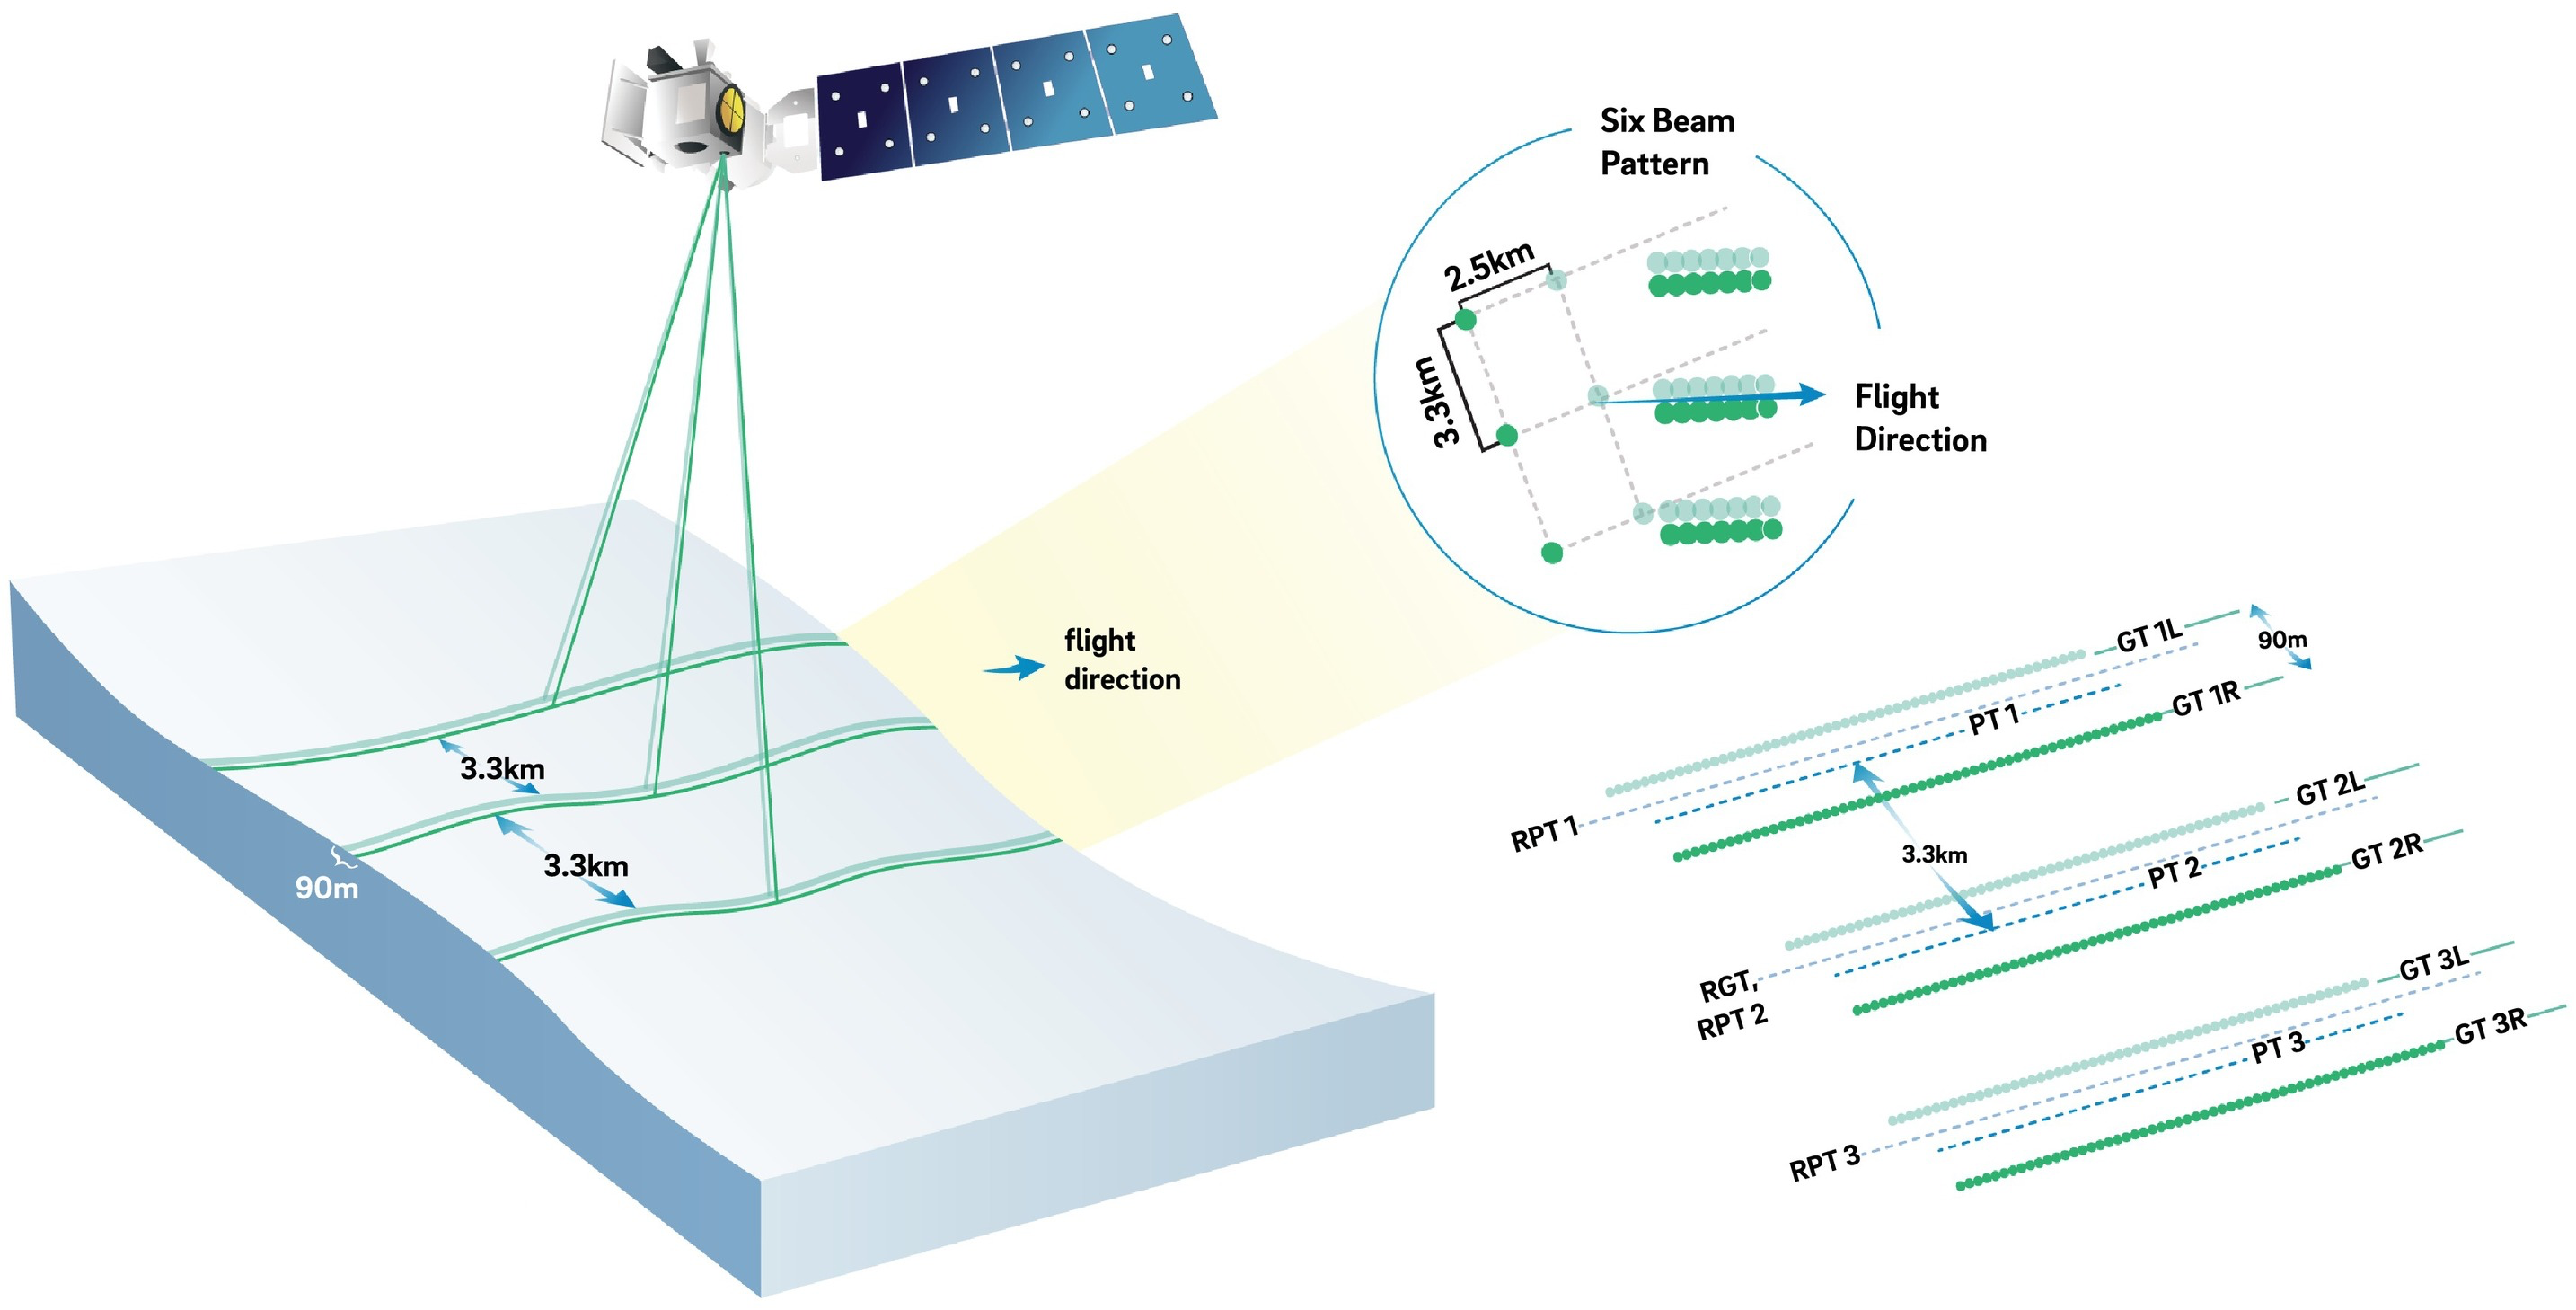 Six Beam
Pattern
2.5km
3.3km
Flight
Direction
flight
direction
3.3km
3.3km
90m
GT 1L
90m
PT 1
GT 1R
RPT 1
3.3km
GT 2L
PT 2
GT 2R
RGT,
RPT 2
GT 3L
PT 3
GT 3R
RPT 3